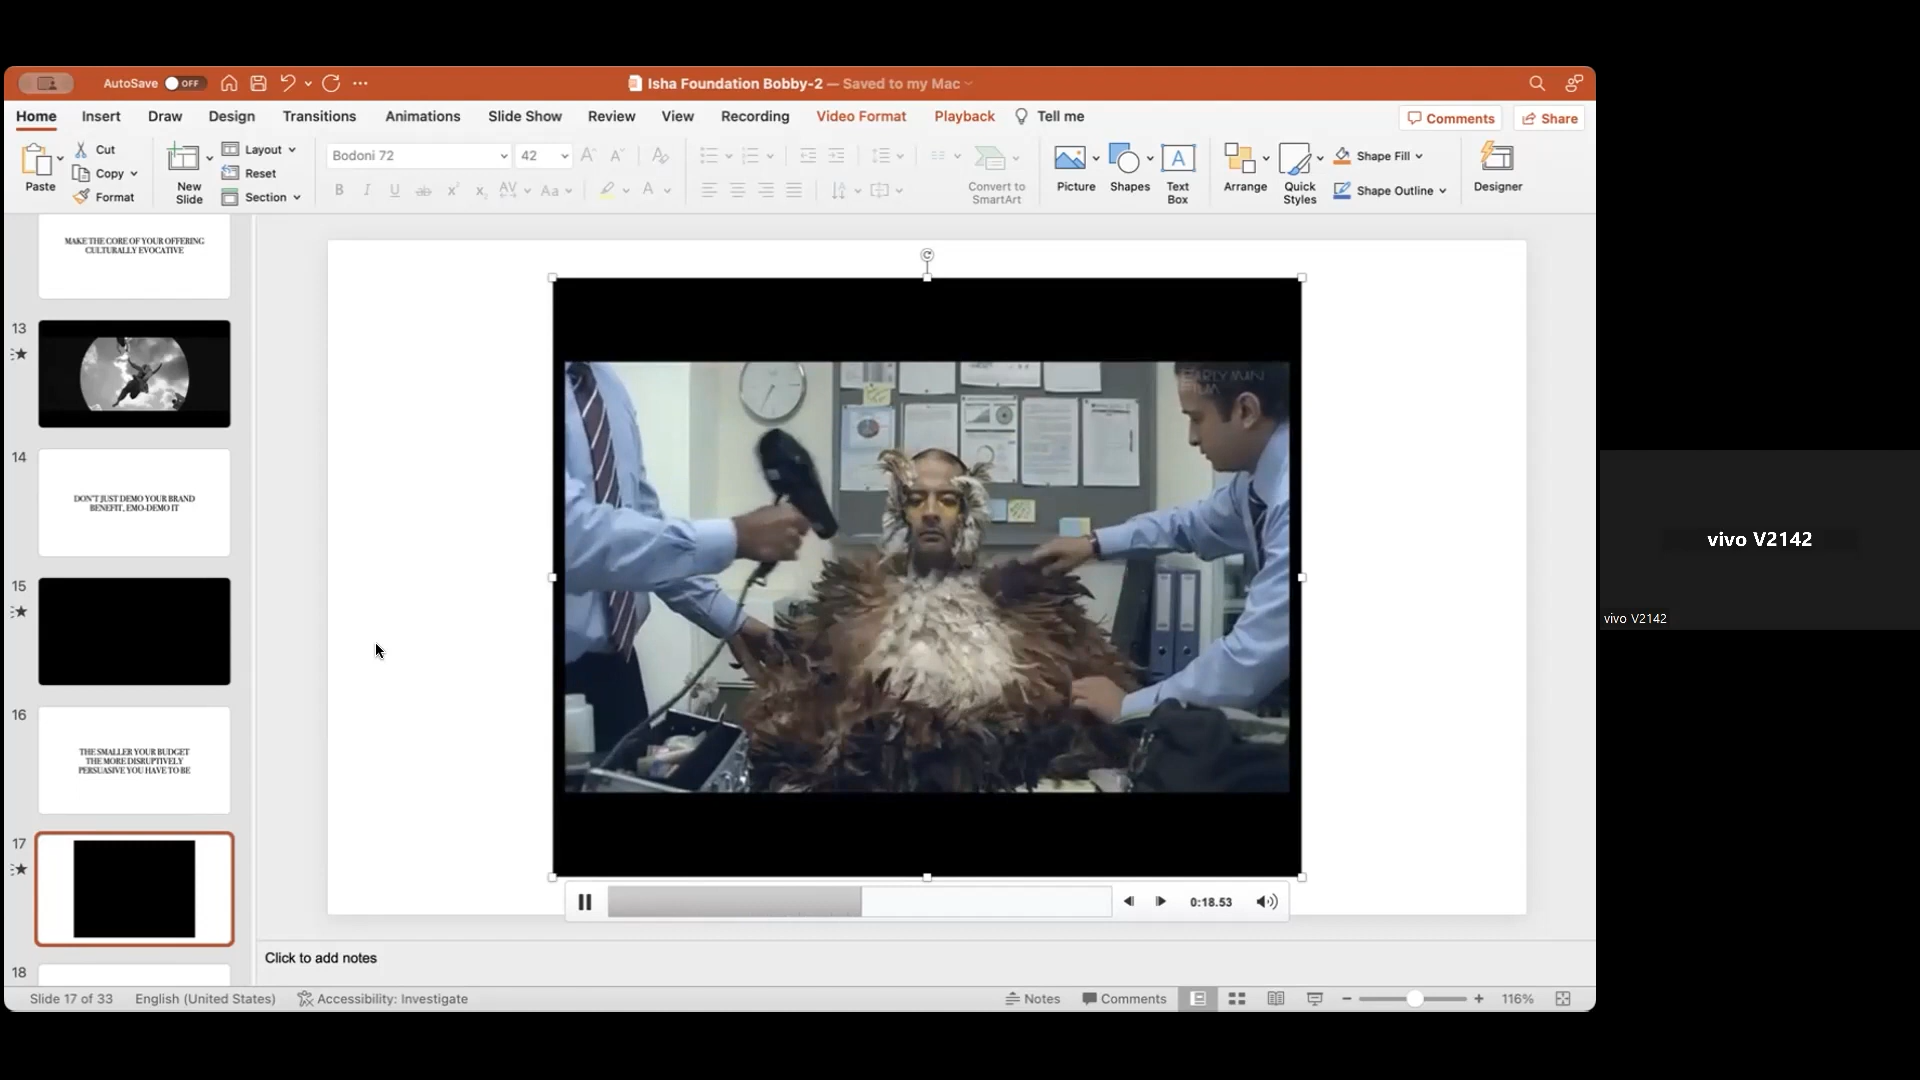 AutoSave OFF
Isha Foundation Bobby-2 — Saved to my Mac
Home Insert Draw Design Transitions Animations Slide Show Review View Recording Video Format Playback Tell me
Comments Share
Paste
Cut
Copy
Format
New
Slide
Layout
Reset
Section
Bodoni 72 42
Convert to
SmartArt
Picture
Shapes
Text
Box
Arrange
Quick
Styles
Shape Fill
Shape Outline
Designer
MAKE THE CORE OF YOUR OFFERING
CULTURALLY EVOCATIVE
13
14
DON'T JUST DEMO YOUR BRAND
BENEFIT, EMO-DEMO IT
15
16
THE SMALLER YOUR BUDGET
THE MORE DISRUPTIVELY
PERSUASIVE YOU HAVE TO BE
17
18
EARLY MAN
FILM
0:18.53
Click to add notes
Slide 17 of 33 English (United States) Accessibility: Investigate
Notes Comments 116%
vivo V2142
vivo V2142